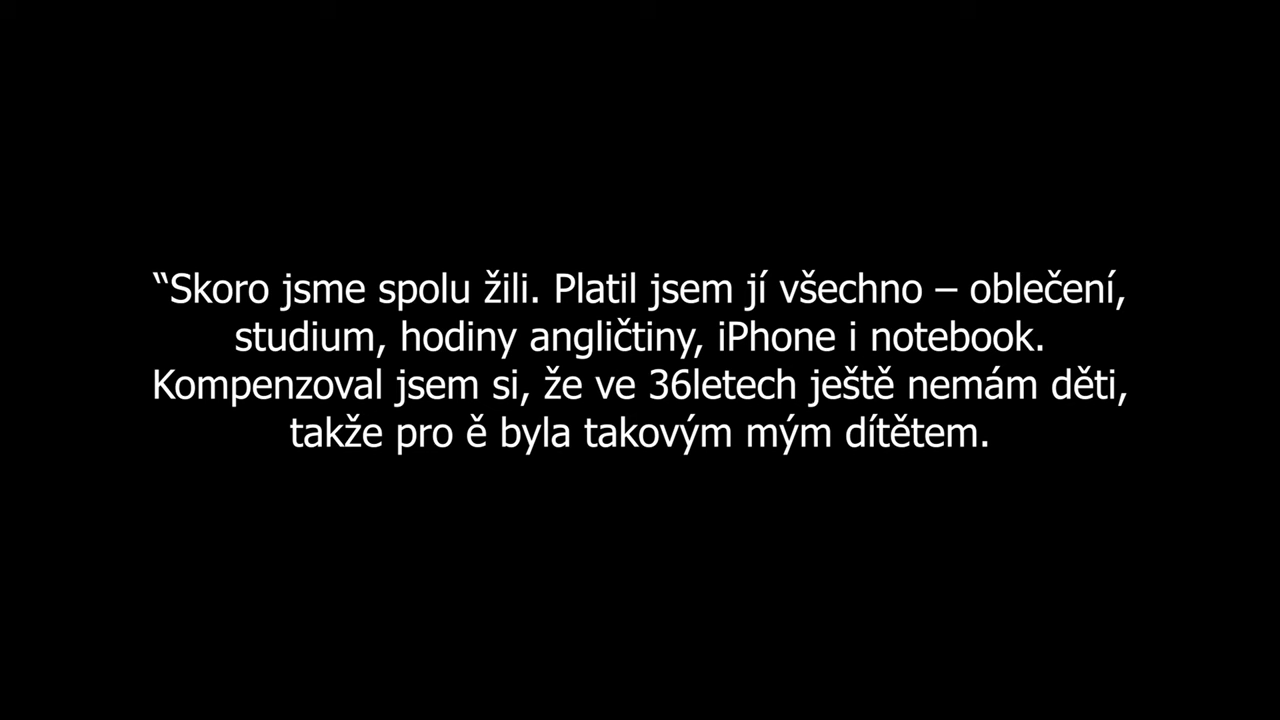 “Skoro jsme spolu žili. Platil jsem jí všechno – oblečení,
studium, hodiny angličtiny, iPhone i notebook.
Kompenzoval jsem si, že ve 36letech ještě nemám děti,
takže pro ě byla takovým mým dítětem.